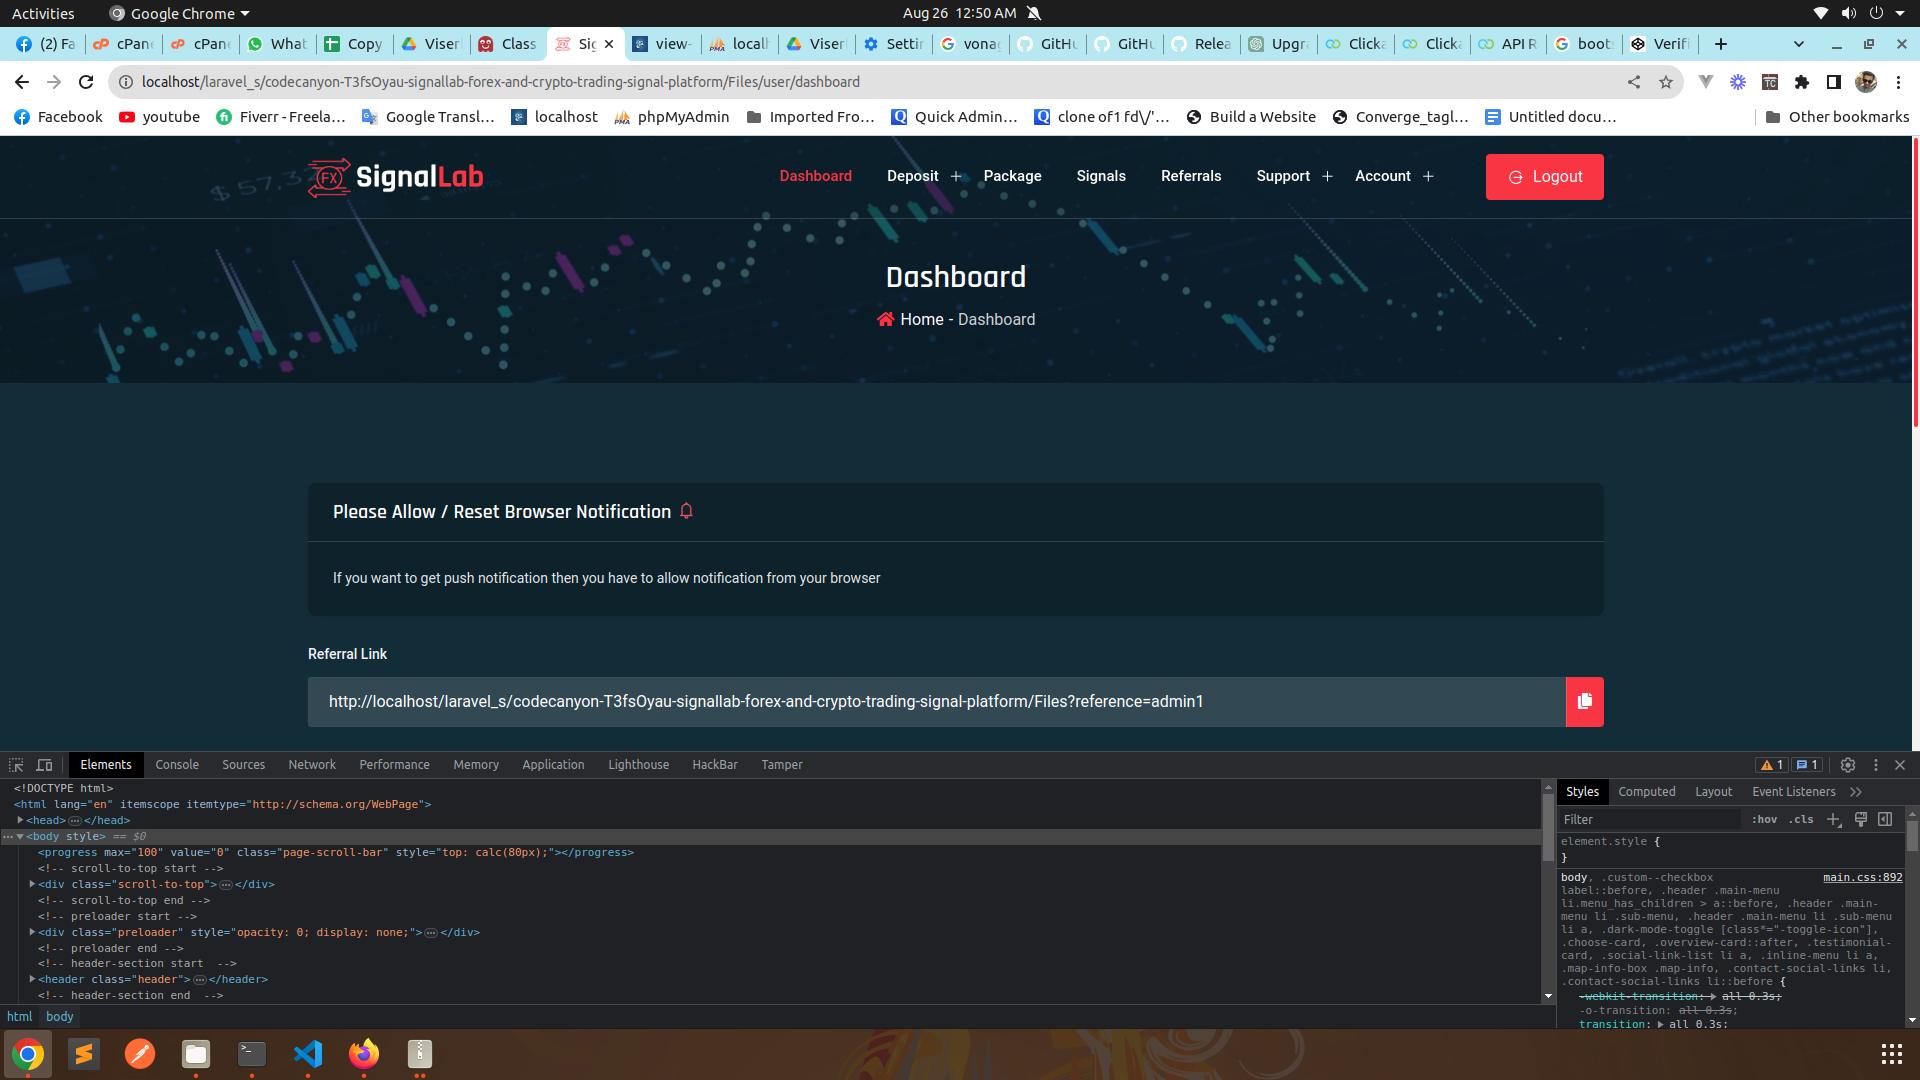 Activities
Google Chrome
Aug 26 12:50 AM
(2) Fa
cPane
cPane
What
Copy
Viserl
Class
Sig
view-
localh
Viserl
Settin
vonag
GitHu
GitHu
Relea
Upgra
Clicka
Clicka
API R
boots
Verifi
localhost/laravel_s/codecanyon-T3fsOyau-signallab-forex-and-crypto-trading-signal-platform/Files/user/dashboard
Facebook
youtube
Fiverr - Freela...
Google Transl...
localhost
phpMyAdmin
Imported Fro...
Quick Admin...
clone of1 fd\/'...
Build a Website
Converge_tagl...
Untitled docu...
Other bookmarks
FX SignalLab
Dashboard
Deposit
Package
Signals
Referrals
Support
Account
Logout
$ 57,32
Dashboard
Home - Dashboard
Please Allow / Reset Browser Notification
If you want to get push notification then you have to allow notification from your browser
Referral Link
http://localhost/laravel_s/codecanyon-T3fsOyau-signallab-forex-and-crypto-trading-signal-platform/Files?reference=admin1
Elements
Console
Sources
Network
Performance
Memory
Application
Lighthouse
HackBar
Tamper
1
1
<!DOCTYPE html>
<html lang="en" itemscope itemtype="http://schema.org/WebPage">
<head>…</head>
<body style> == $0
<progress max="100" value="0" class="page-scroll-bar" style="top: calc(80px);"></progress>
<!-- scroll-to-top start -->
<div class="scroll-to-top">…</div>
<!-- scroll-to-top end -->
<!-- preloader start -->
<div class="preloader" style="opacity: 0; display: none;">…</div>
<!-- preloader end -->
<!-- header-section start  -->
<header class="header">…</header>
<!-- header-section end  -->
html
body
Styles
Computed
Layout
Event Listeners
Filter
:hov
.cls
element.style {
}
body, .custom--checkbox
main.css:892
label::before, .header .main-menu
li.menu_has_children > a::before, .header .main-
menu li .sub-menu, .header .main-menu li .sub-menu
li a, .dark-mode-toggle [class*="-toggle-icon"],
.choose-card, .overview-card::after, .testimonial-
card, .social-link-list li a, .inline-menu li a,
.map-info-box .map-info, .contact-social-links li,
.contact-social-links li::before {
-webkit-transition: all 0.3s;
-o-transition: all 0.3s;
transition: all 0.3s;